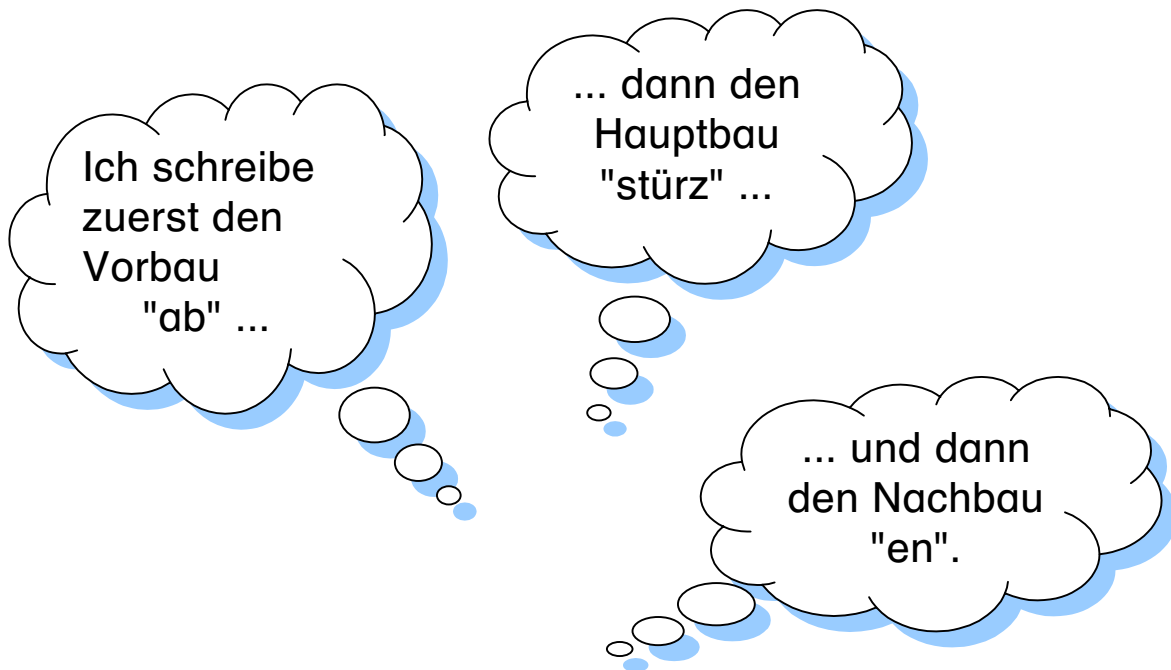 Ich schreibe
zuerst den
Vorbau
"ab" ...
... dann den
Hauptbau
"stürz" ...
... und dann
den Nachbau
"en".